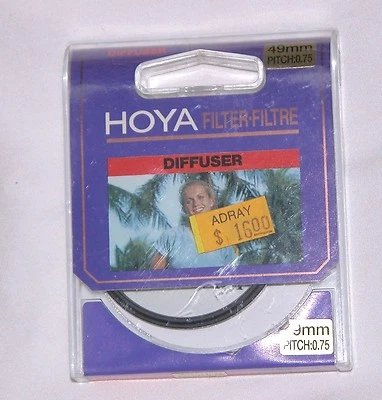 DIFFUSER
49mm
PITCH:0.75
HOYA FILTER·FILTRE
DIFFUSER
ADRAY
$ 16.00
9mm
PITCH:0.75